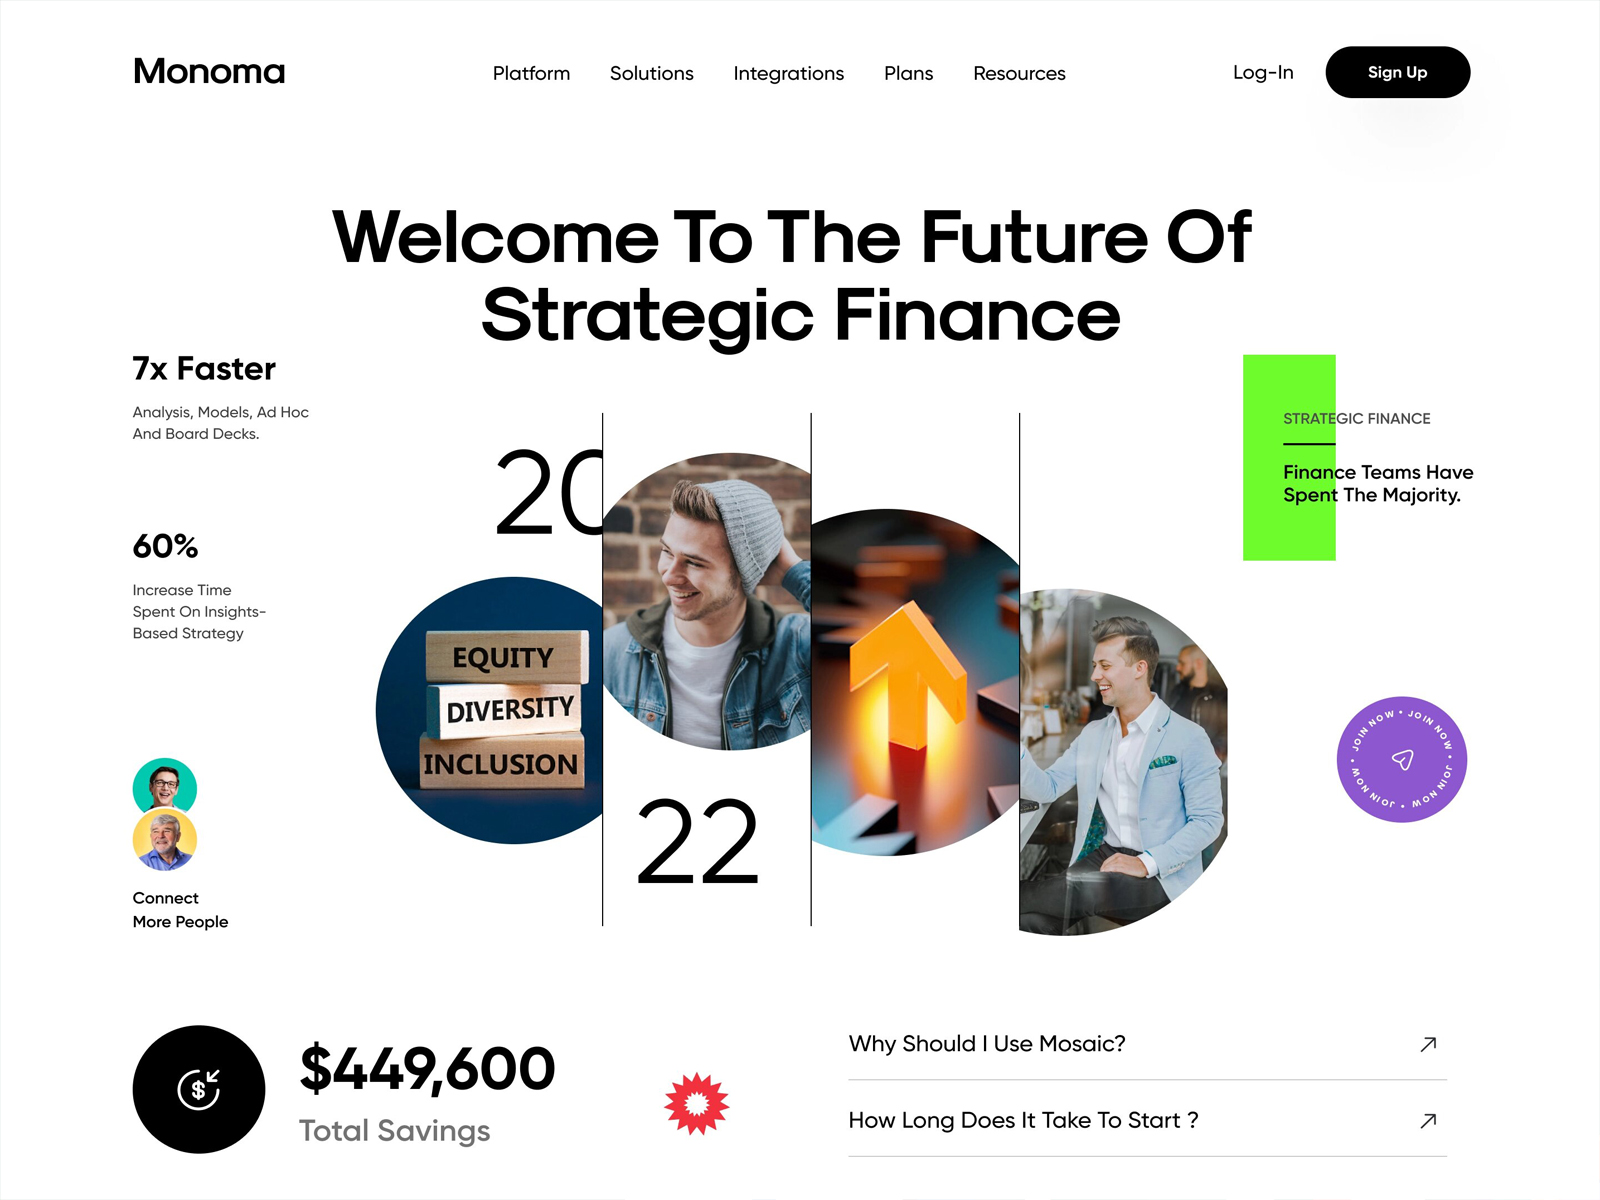 Monoma
Platform
Solutions
Integrations
Plans
Resources
Log-In
Sign Up
Welcome To The Future Of
Strategic Finance
7x Faster
Analysis, Models, Ad Hoc
And Board Decks.
60%
Increase Time
Spent On Insights-
Based Strategy
Connect
More People
20
EQUITY
DIVERSITY
INCLUSION
22
STRATEGIC FINANCE
Finance Teams Have
Spent The Majority.
JOIN NOW • JOIN NOW • JOIN NOW • JOIN NOW • JOIN NOW •
$
$449,600
Total Savings
Why Should I Use Mosaic?
How Long Does It Take To Start ?